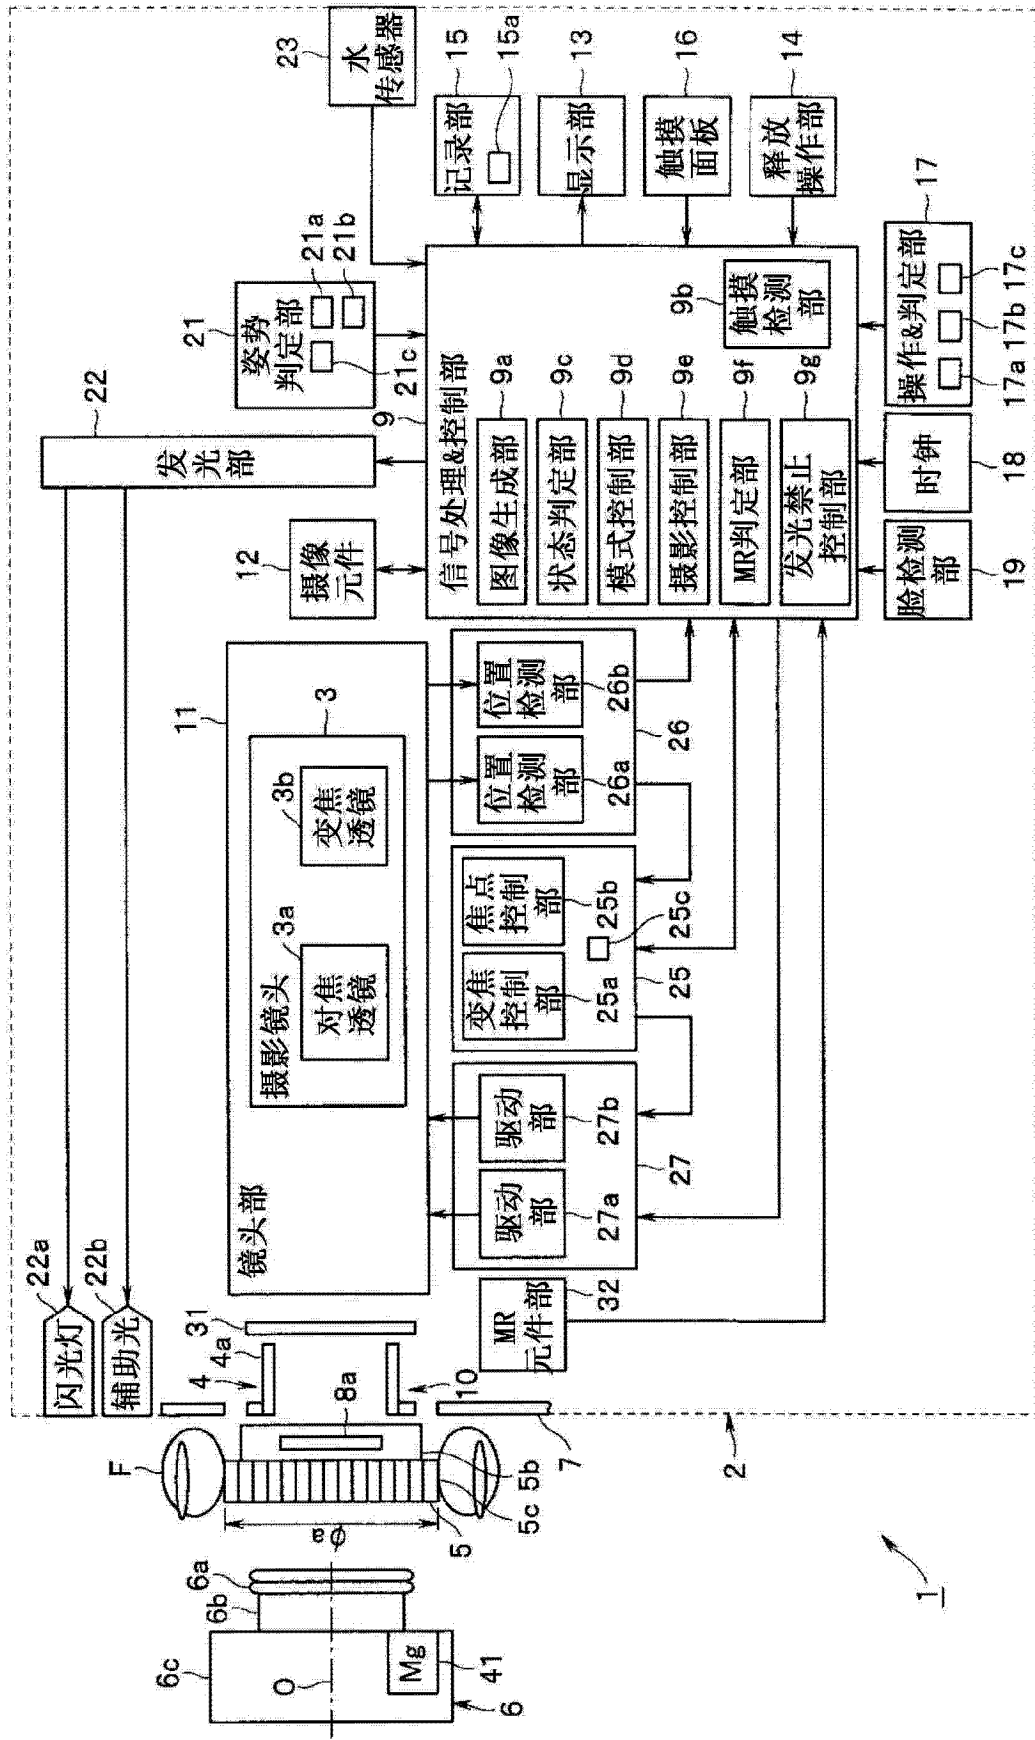 23
水
传感器
15
记录部
15a
13
显示部
16
触摸
面板
14
释放
操作部
21
姿势
判定部
21a
21b
21c
22
发光部
12
摄像
元件
信号处理&控制部
9
图像生成部
9a
状态判定部
9c
模式控制部
9d
摄影控制部
9e
MR判定部
9f
发光禁止
控制部
9g
9b
触摸
检测
部
17
操作&判定部
17a
17b
17c
时钟
18
脸检测
部
19
11
镜头部
摄影镜头
3
3a
对焦
透镜
3b
变焦
透镜
位置
检测
部
26b
位置
检测
部
26a
26
焦点
控制
部
25b
25c
变焦
控制
部
25a
25
驱动
部
27b
驱动
部
27a
27
MR
元件部
32
22a
闪光灯
22b
辅助光
31
4a
4
10
8a
7
2
F
5b
5c
5
φa
6a
6b
6c
O
Mg
41
6
1